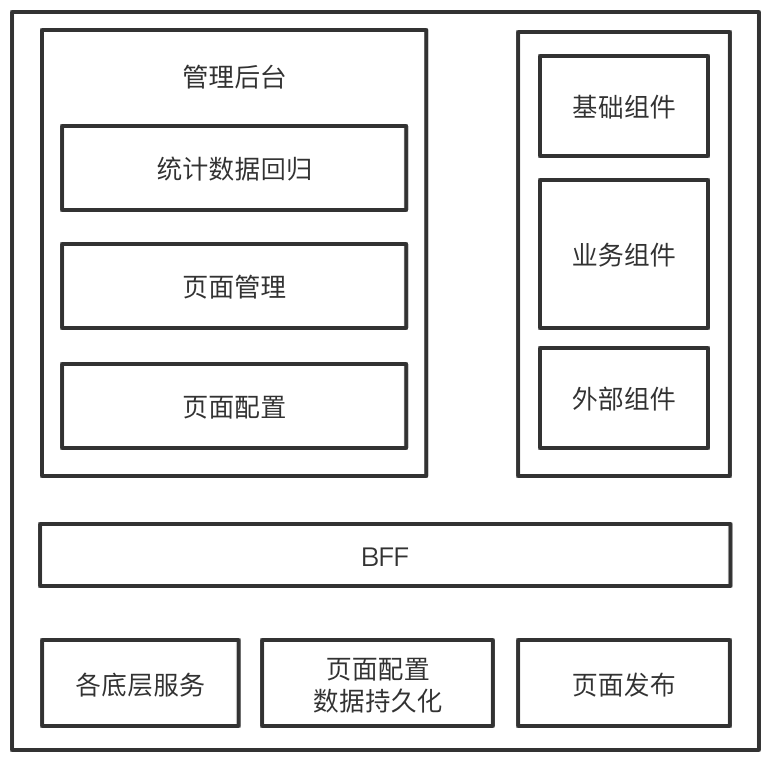 管理后台
统计数据回归
页面管理
页面配置
基础组件
业务组件
外部组件
BFF
各底层服务
页面配置
数据持久化
页面发布